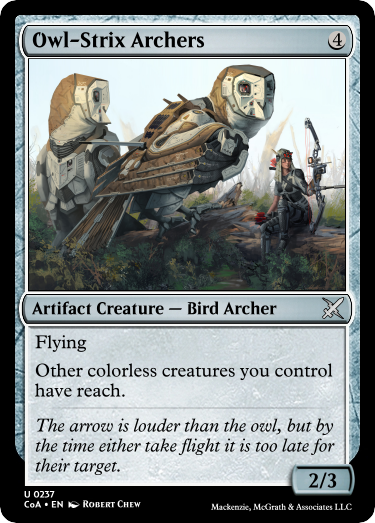 Owl-Strix Archers 4
Artifact Creature — Bird Archer
Flying
Other colorless creatures you control
have reach.
The arrow is louder than the owl, but by
the time either take flight it is too late for
their target.
2/3
U 0237
CoA • EN Robert Chew
Mackenzie, McGrath & Associates LLC